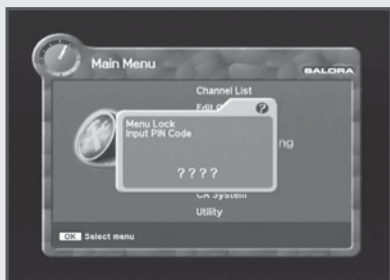 Main Menu
SALORA
Channel List
Edit
?
Menu Lock
Input PIN Code
ng
????
CA System
Utility
OK Select menu